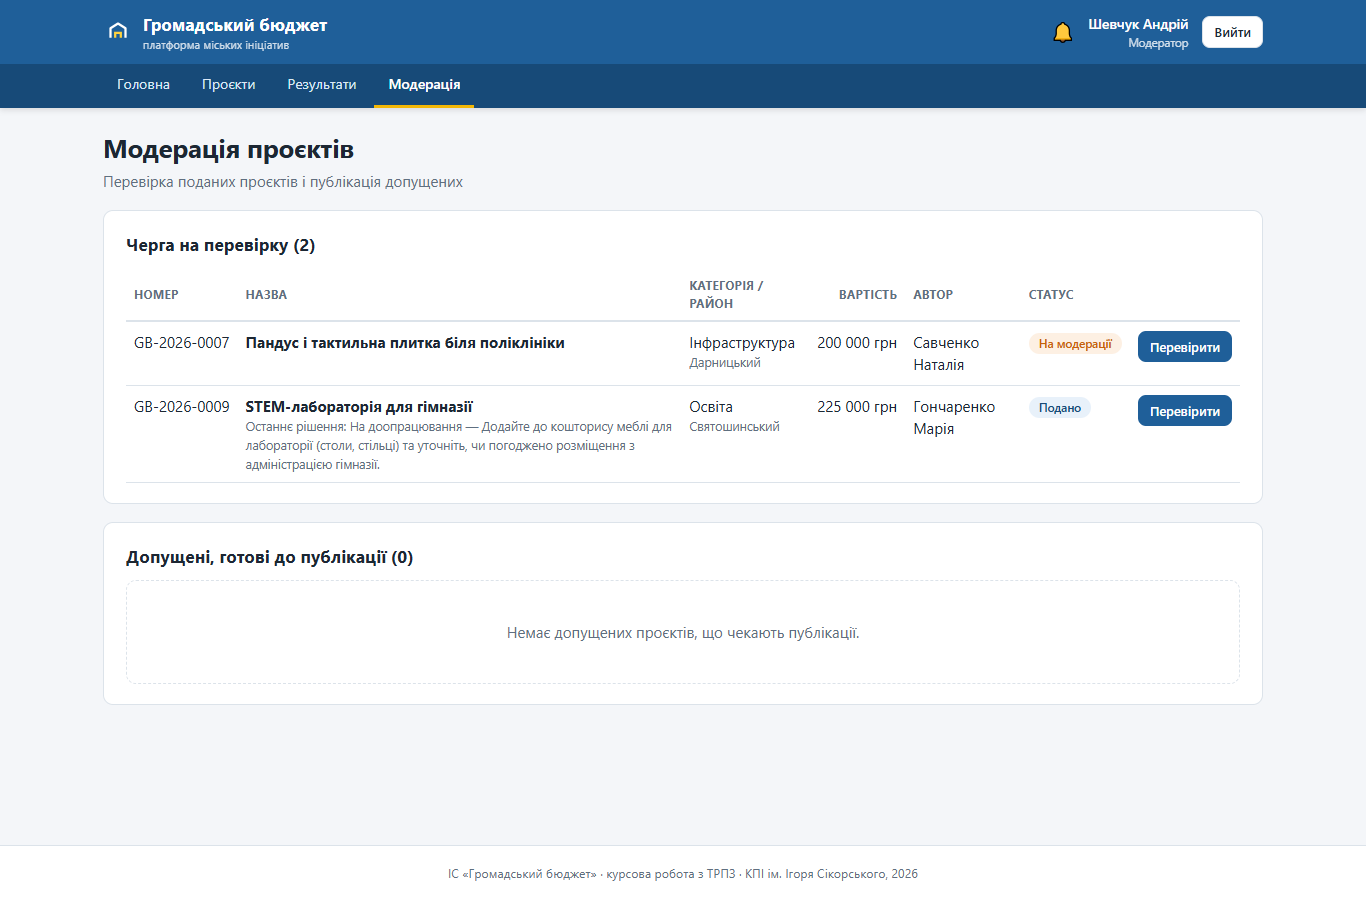 Громадський бюджет
платформа міських ініціатив
Шевчук Андрій
Модератор
Вийти
Головна
Проєкти
Результати
Модерація
Модерація проєктів
Перевірка поданих проєктів і публікація допущених
Черга на перевірку (2)
НОМЕР
НАЗВА
КАТЕГОРІЯ /
РАЙОН
ВАРТІСТЬ
АВТОР
СТАТУС
GB-2026-0007
Пандус і тактильна плитка біля поліклініки
Інфраструктура
Дарницький
200 000 грн
Савченко
Наталія
На модерації
Перевірити
GB-2026-0009
STEM-лабораторія для гімназії
Останнє рішення: На доопрацювання — Додайте до кошторису меблі для
лабораторії (столи, стільці) та уточніть, чи погоджено розміщення з
адміністрацією гімназії.
Освіта
Святошинський
225 000 грн
Гончаренко
Марія
Подано
Перевірити
Допущені, готові до публікації (0)
Немає допущених проєктів, що чекають публікації.
ІС «Громадський бюджет» · курсова робота з ТРПЗ · КПІ ім. Ігоря Сікорського, 2026